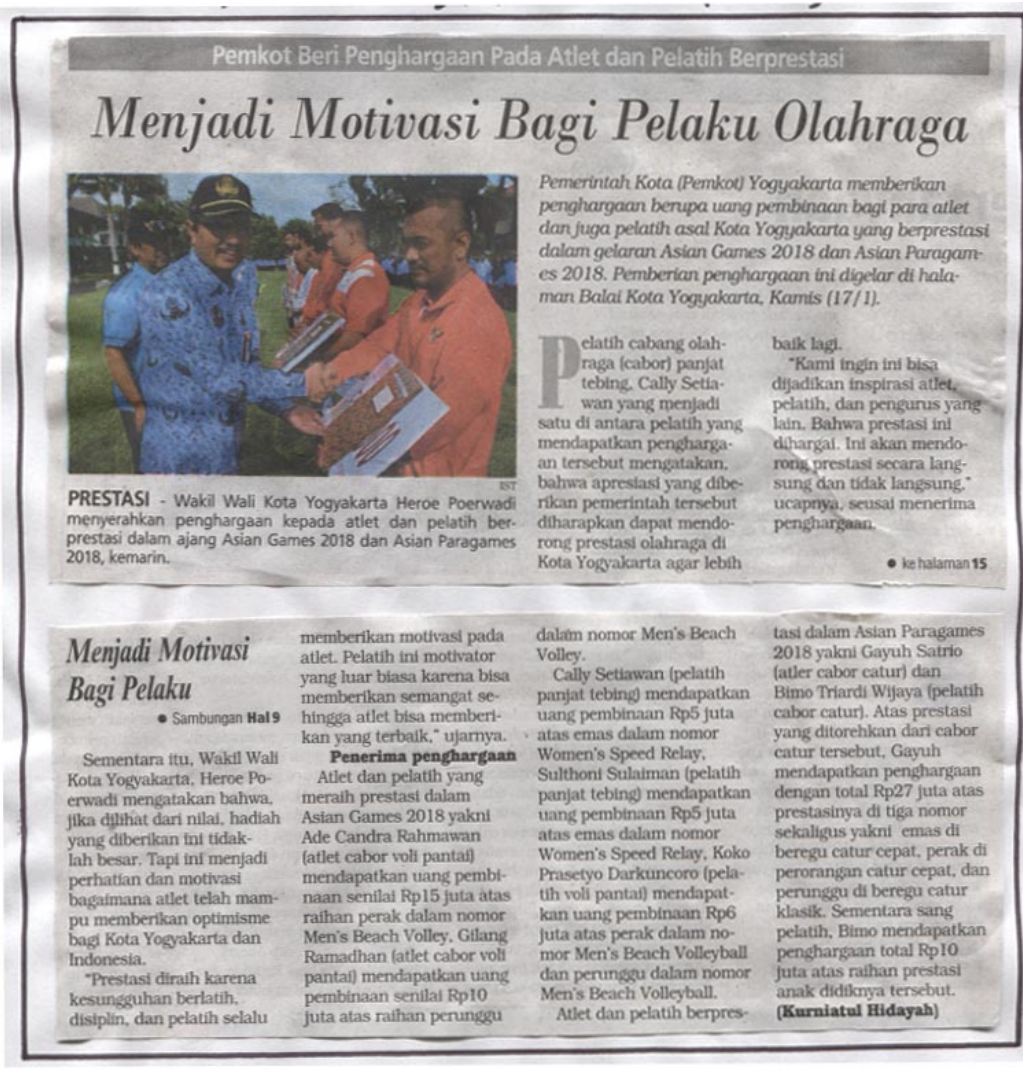 Pemkot Beri Penghargaan Pada Atlet dan Pelatih Berprestasi
Menjadi Motivasi Bagi Pelaku Olahraga
Pemerintah Kota (Pemkot) Yogyakarta memberikan
penghargaan berupa uang pembinaan bagi para atlet
dan juga pelatih asal Kota Yogyakarta yang berprestasi
dalam gelaran Asian Games 2018 dan Asian Paragam-
es 2018. Pemberian penghargaan ini digelar di hala-
man Balai Kota Yogyakarta, Kamis (17/1).
IST
PRESTASI - Wakil Wali Kota Yogyakarta Heroe Poerwadi
menyerahkan penghargaan kepada atlet dan pelatih ber-
prestasi dalam ajang Asian Games 2018 dan Asian Paragames
2018, kemarin.
Pelatih cabang olah-
raga (cabor) panjat
tebing, Cally Setia-
wan yang menjadi
satu di antara pelatih yang
mendapatkan pengharga-
an tersebut mengatakan,
bahwa apresiasi yang dibe-
rikan pemerintah tersebut
diharapkan dapat mendo-
rong prestasi olahraga di
Kota Yogyakarta agar lebih
baik lagi.
"Kami ingin ini bisa
dijadikan inspirasi atlet,
pelatih, dan pengurus yang
lain. Bahwa prestasi ini
dihargai. Ini akan mendo-
rong prestasi secara lang-
sung dan tidak langsung,"
ucapnya, seusai menerima
penghargaan.
● ke halaman 15
Menjadi Motivasi
Bagi Pelaku
● Sambungan Hal 9
Sementara itu, Wakil Wali
Kota Yogyakarta, Heroe Po-
erwadi mengatakan bahwa,
jika dilihat dari nilai, hadiah
yang diberikan ini tidak-
lah besar. Tapi ini menjadi
perhatian dan motivasi
bagaimana atlet telah mam-
pu memberikan optimisme
bagi Kota Yogyakarta dan
Indonesia.
"Prestasi diraih karena
kesungguhan berlatih,
disiplin, dan pelatih selalu
memberikan motivasi pada
atlet. Pelatih ini motivator
yang luar biasa karena bisa
memberikan semangat se-
hingga atlet bisa memberi-
kan yang terbaik," ujarnya.
Penerima penghargaan
Atlet dan pelatih yang
meraih prestasi dalam
Asian Games 2018 yakni
Ade Candra Rahmawan
(atlet cabor voli pantai)
mendapatkan uang pembi-
naan senilai Rp15 juta atas
raihan perak dalam nomor
Men's Beach Volley, Gilang
Ramadhan (atlet cabor voli
pantai) mendapatkan uang
pembinaan senilai Rp10
juta atas raihan perunggu
dalam nomor Men's Beach
Volley.
Cally Setiawan (pelatih
panjat tebing) mendapatkan
uang pembinaan Rp5 juta
atas emas dalam nomor
Women's Speed Relay,
Sulthoni Sulaiman (pelatih
panjat tebing) mendapatkan
uang pembinaan Rp5 juta
atas emas dalam nomor
Women's Speed Relay, Koko
Prasetyo Darkuncoro (pela-
tih voli pantai) mendapat-
kan uang pembinaan Rp6
juta atas perak dalam no-
mor Men's Beach Volleyball
dan perunggu dalam nomor
Men's Beach Volleyball.
Atlet dan pelatih berpres-
tasi dalam Asian Paragames
2018 yakni Gayuh Satrio
(atler cabor catur) dan
Bimo Triardi Wijaya (pelatih
cabor catur). Atas prestasi
yang ditorehkan dari cabor
catur tersebut, Gayuh
mendapatkan penghargaan
dengan total Rp27 juta atas
prestasinya di tiga nomor
sekaligus yakni emas di
beregu catur cepat, perak di
perorangan catur cepat, dan
perunggu di beregu catur
klasik. Sementara sang
pelatih, Bimo mendapatkan
penghargaan total Rp10
juta atas raihan prestasi
anak didiknya tersebut.
(Kurniatul Hidayah)